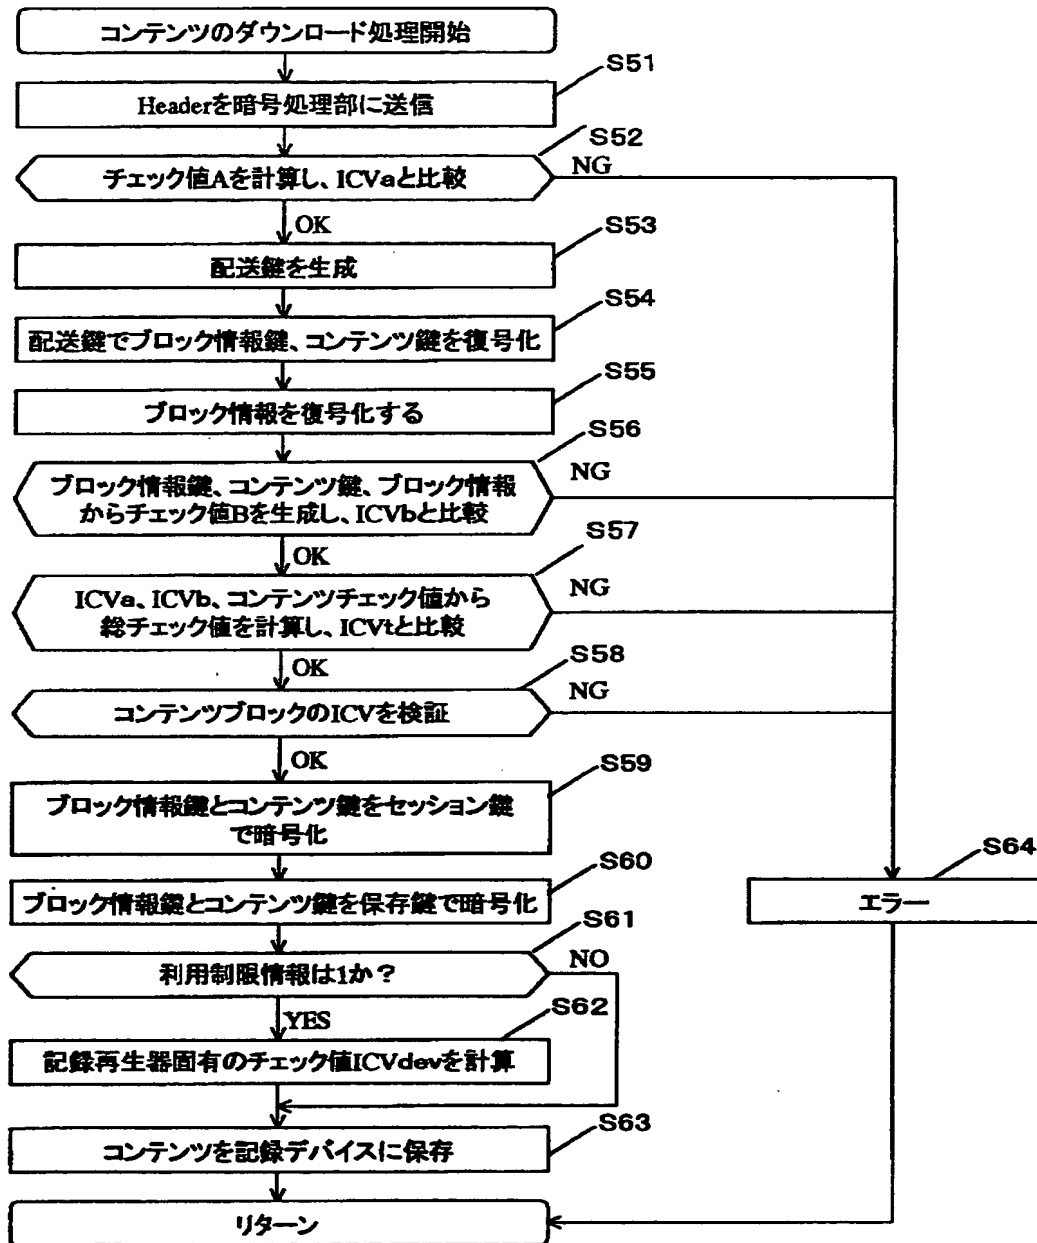 コンテンツのダウンロード処理開始
S51
Headerを暗号処理部に送信
S52
チェック値Aを計算し、ICVaと比較
NG
OK
S53
配送鍵を生成
S54
配送鍵でブロック情報鍵、コンテンツ鍵を復号化
S55
ブロック情報を復号化する
S56
ブロック情報鍵、コンテンツ鍵、ブロック情報
からチェック値Bを生成し、ICVbと比較
NG
OK
S57
ICVa、ICVb、コンテンツチェック値から
総チェック値を計算し、ICVtと比較
NG
OK
S58
コンテンツブロックのICVを検証
NG
OK
S59
ブロック情報鍵とコンテンツ鍵をセッション鍵
で暗号化
S60
ブロック情報鍵とコンテンツ鍵を保存鍵で暗号化
S64
エラー
S61
利用制限情報は1か？
NO
YES
S62
記録再生器固有のチェック値ICVdevを計算
S63
コンテンツを記録デバイスに保存
リターン